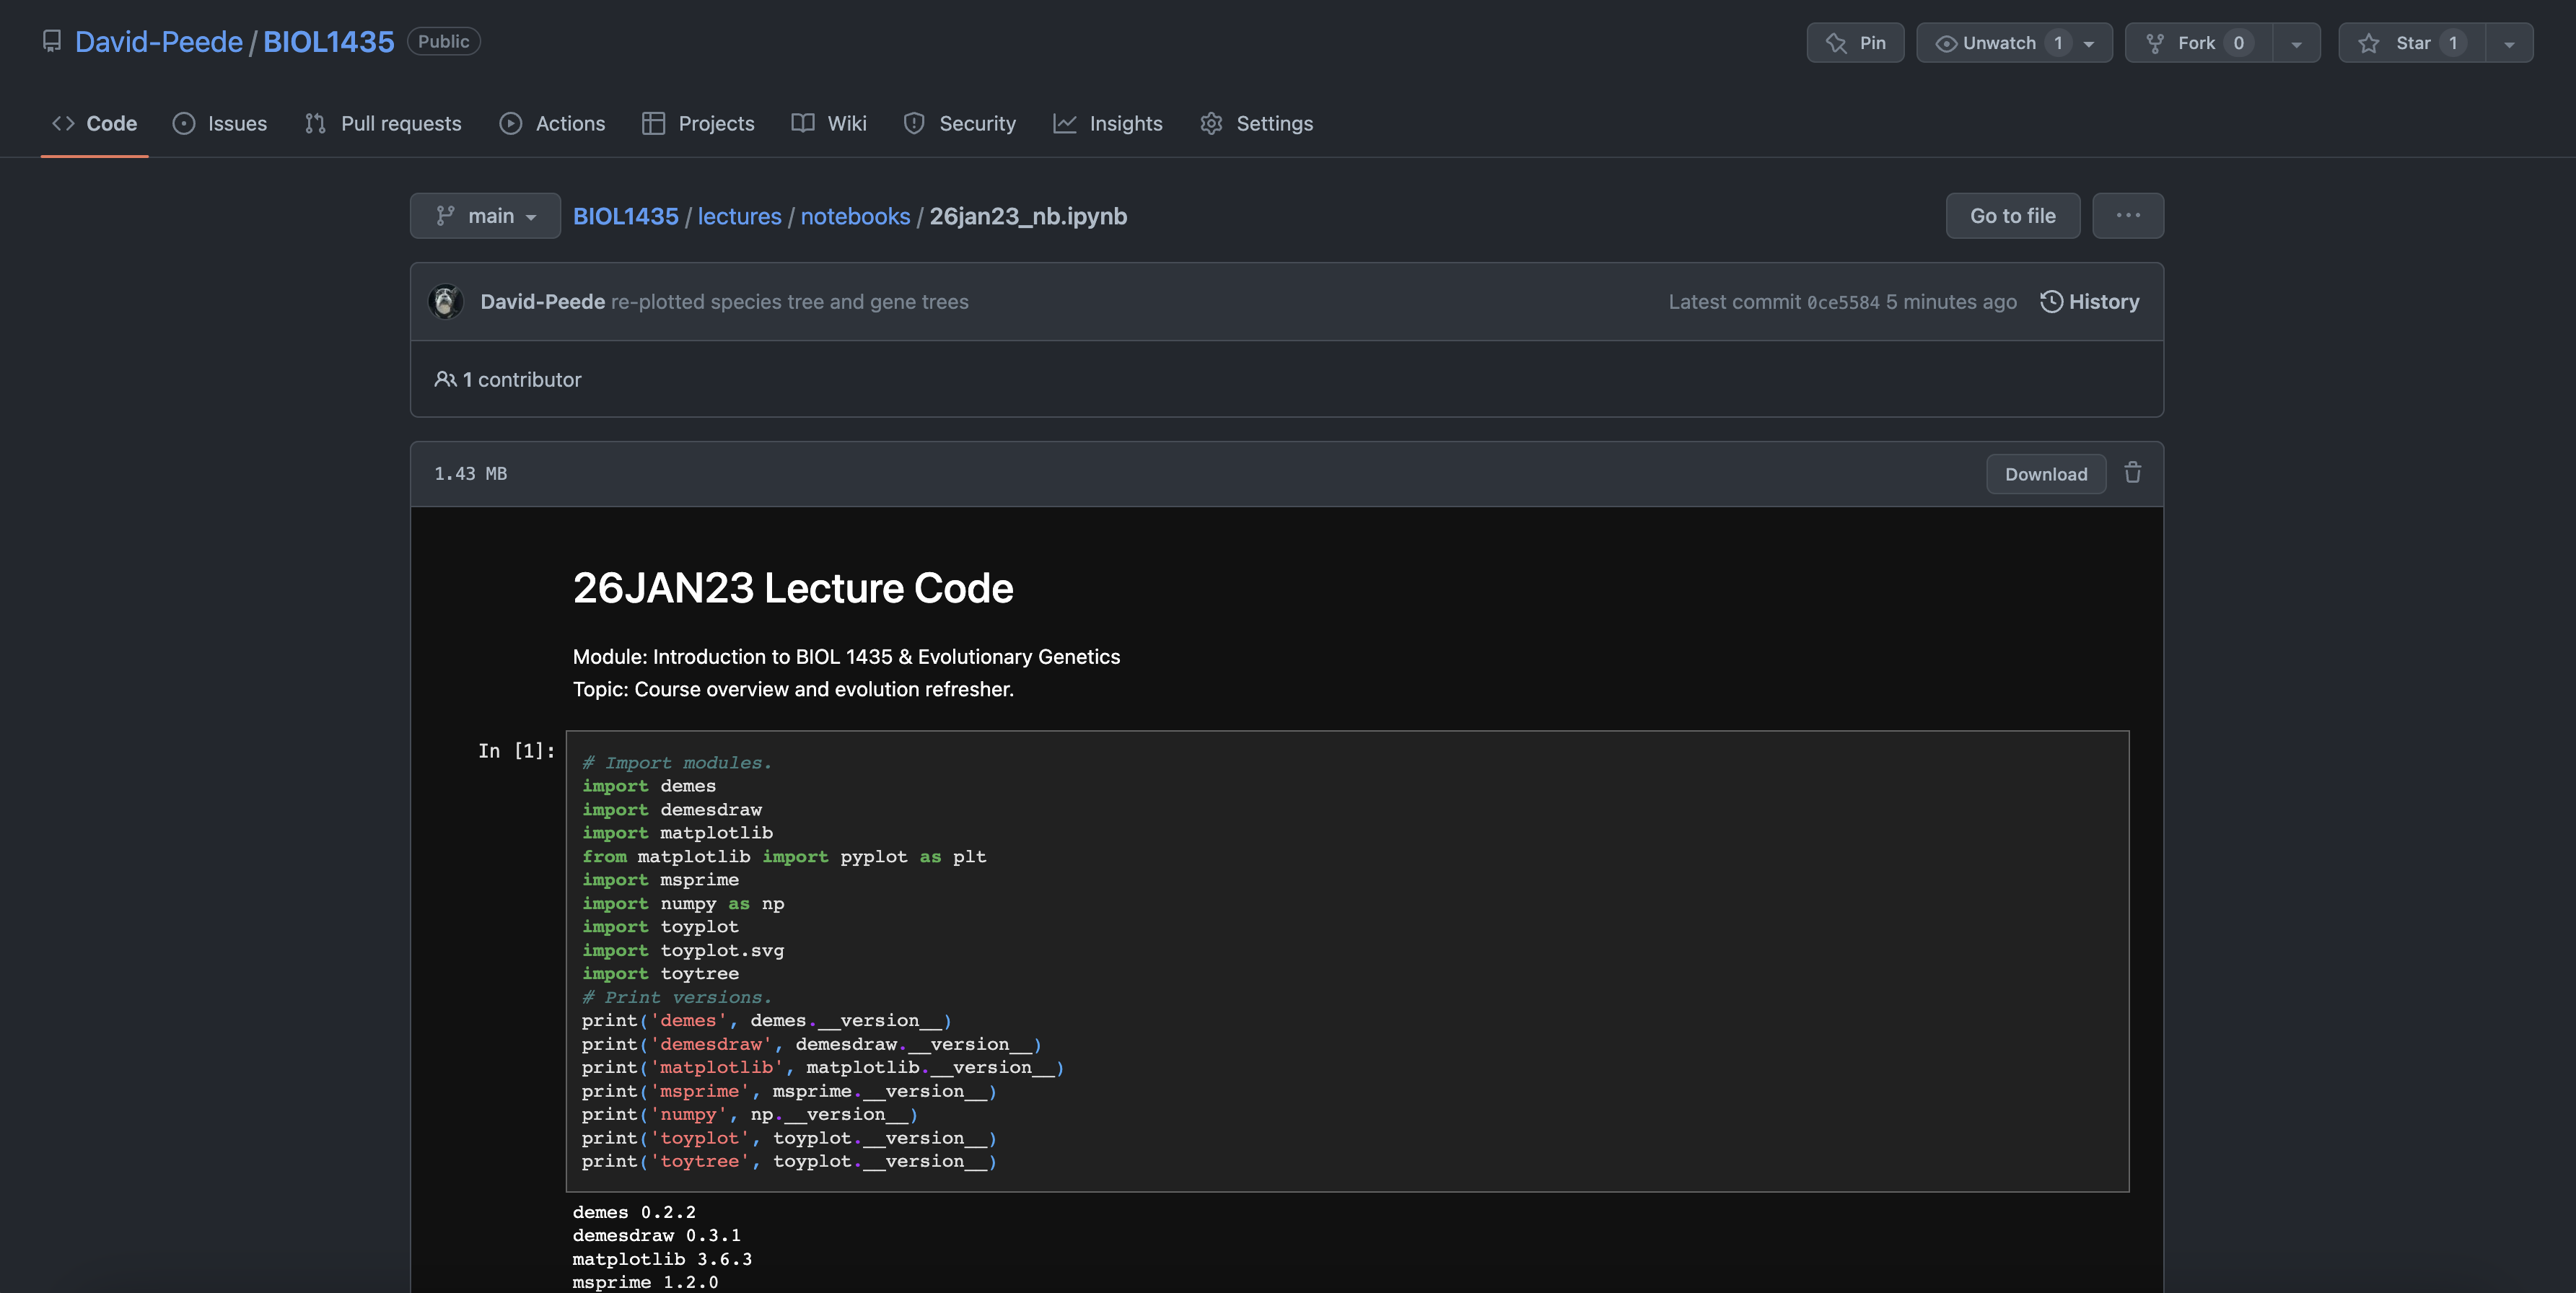 David-Peede / BIOL1435 Public
Pin Unwatch 1 Fork 0 Star 1
Code Issues Pull requests Actions Projects Wiki Security Insights Settings
main BIOL1435 / lectures / notebooks / 26jan23_nb.ipynb Go to file ...
David-Peede re-plotted species tree and gene trees Latest commit 0ce5584 5 minutes ago History
1 contributor
1.43 MB Download
26JAN23 Lecture Code
Module: Introduction to BIOL 1435 & Evolutionary Genetics
Topic: Course overview and evolution refresher.
In [1]:
# Import modules.
import demes
import demesdraw
import matplotlib
from matplotlib import pyplot as plt
import msprime
import numpy as np
import toyplot
import toyplot.svg
import toytree
# Print versions.
print('demes', demes.__version__)
print('demesdraw', demesdraw.__version__)
print('matplotlib', matplotlib.__version__)
print('msprime', msprime.__version__)
print('numpy', np.__version__)
print('toyplot', toyplot.__version__)
print('toytree', toyplot.__version__)
demes 0.2.2
demesdraw 0.3.1
matplotlib 3.6.3
msprime 1.2.0